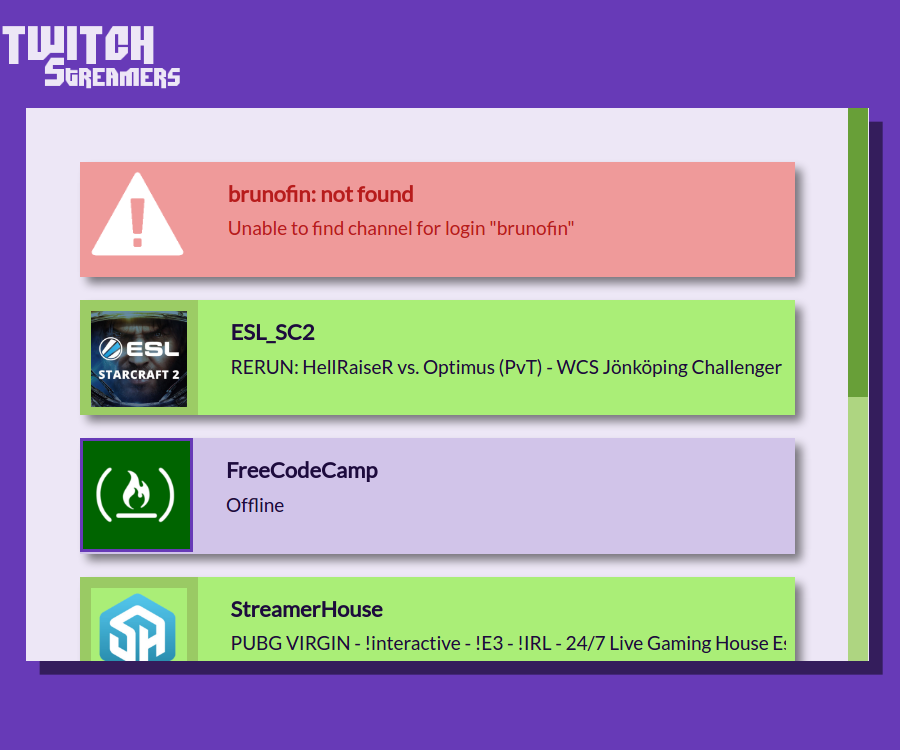 TWITCH
STREAMERS
brunofin: not found
Unable to find channel for login "brunofin"
ESL
STARCRAFT 2
ESL_SC2
RERUN: HellRaiseR vs. Optimus (PvT) - WCS Jönköping Challenger
FreeCodeCamp
Offline
SH
StreamerHouse
PUBG VIRGIN - !interactive - !E3 - !IRL - 24/7 Live Gaming House